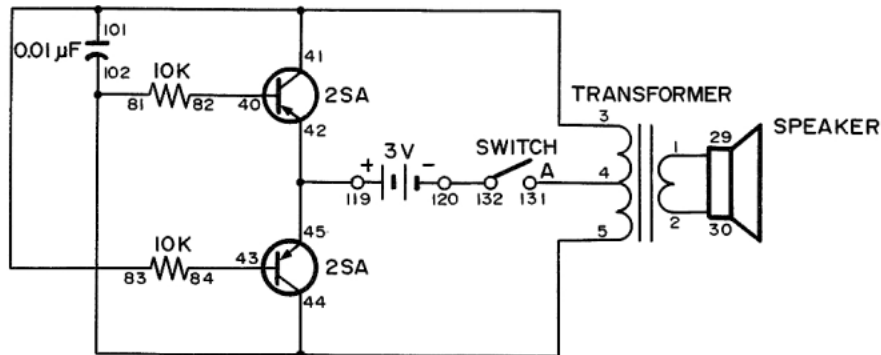 101
0.01 µF
102
10K
81
82
40
41
2SA
42
TRANSFORMER
3
SPEAKER
1
29
+
3V
-
SWITCH
A
4
119
120
132
131
2
30
5
45
10K
83
84
43
2SA
44